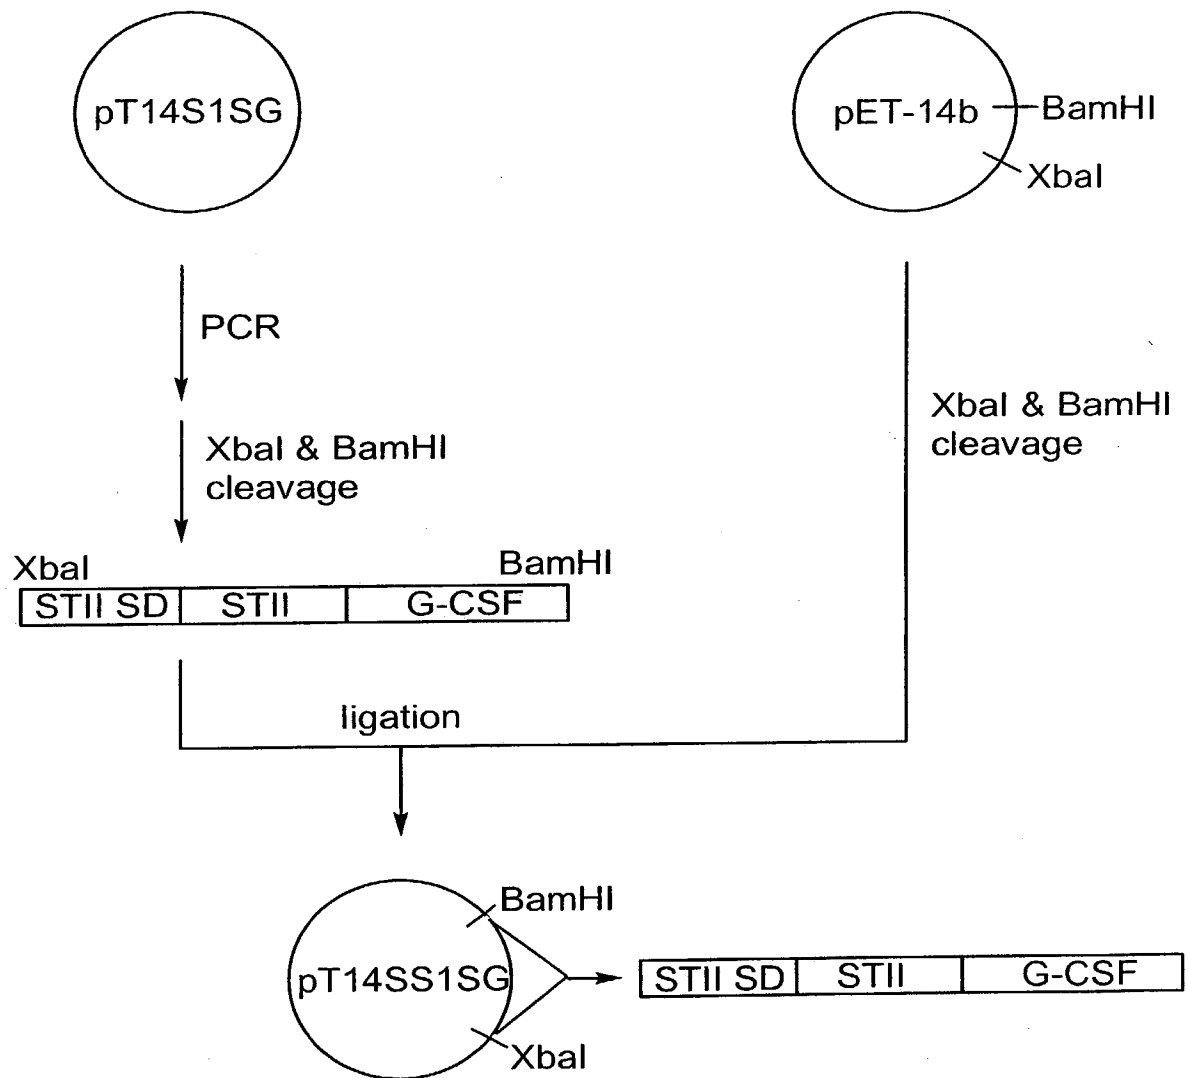 pT14S1SG
pET-14b
BamHI
XbaI
PCR
XbaI & BamHI
cleavage
XbaI & BamHI
cleavage
XbaI
BamHI
STII SD
STII
G-CSF
ligation
BamHI
pT14SS1SG
STII SD
STII
G-CSF
XbaI